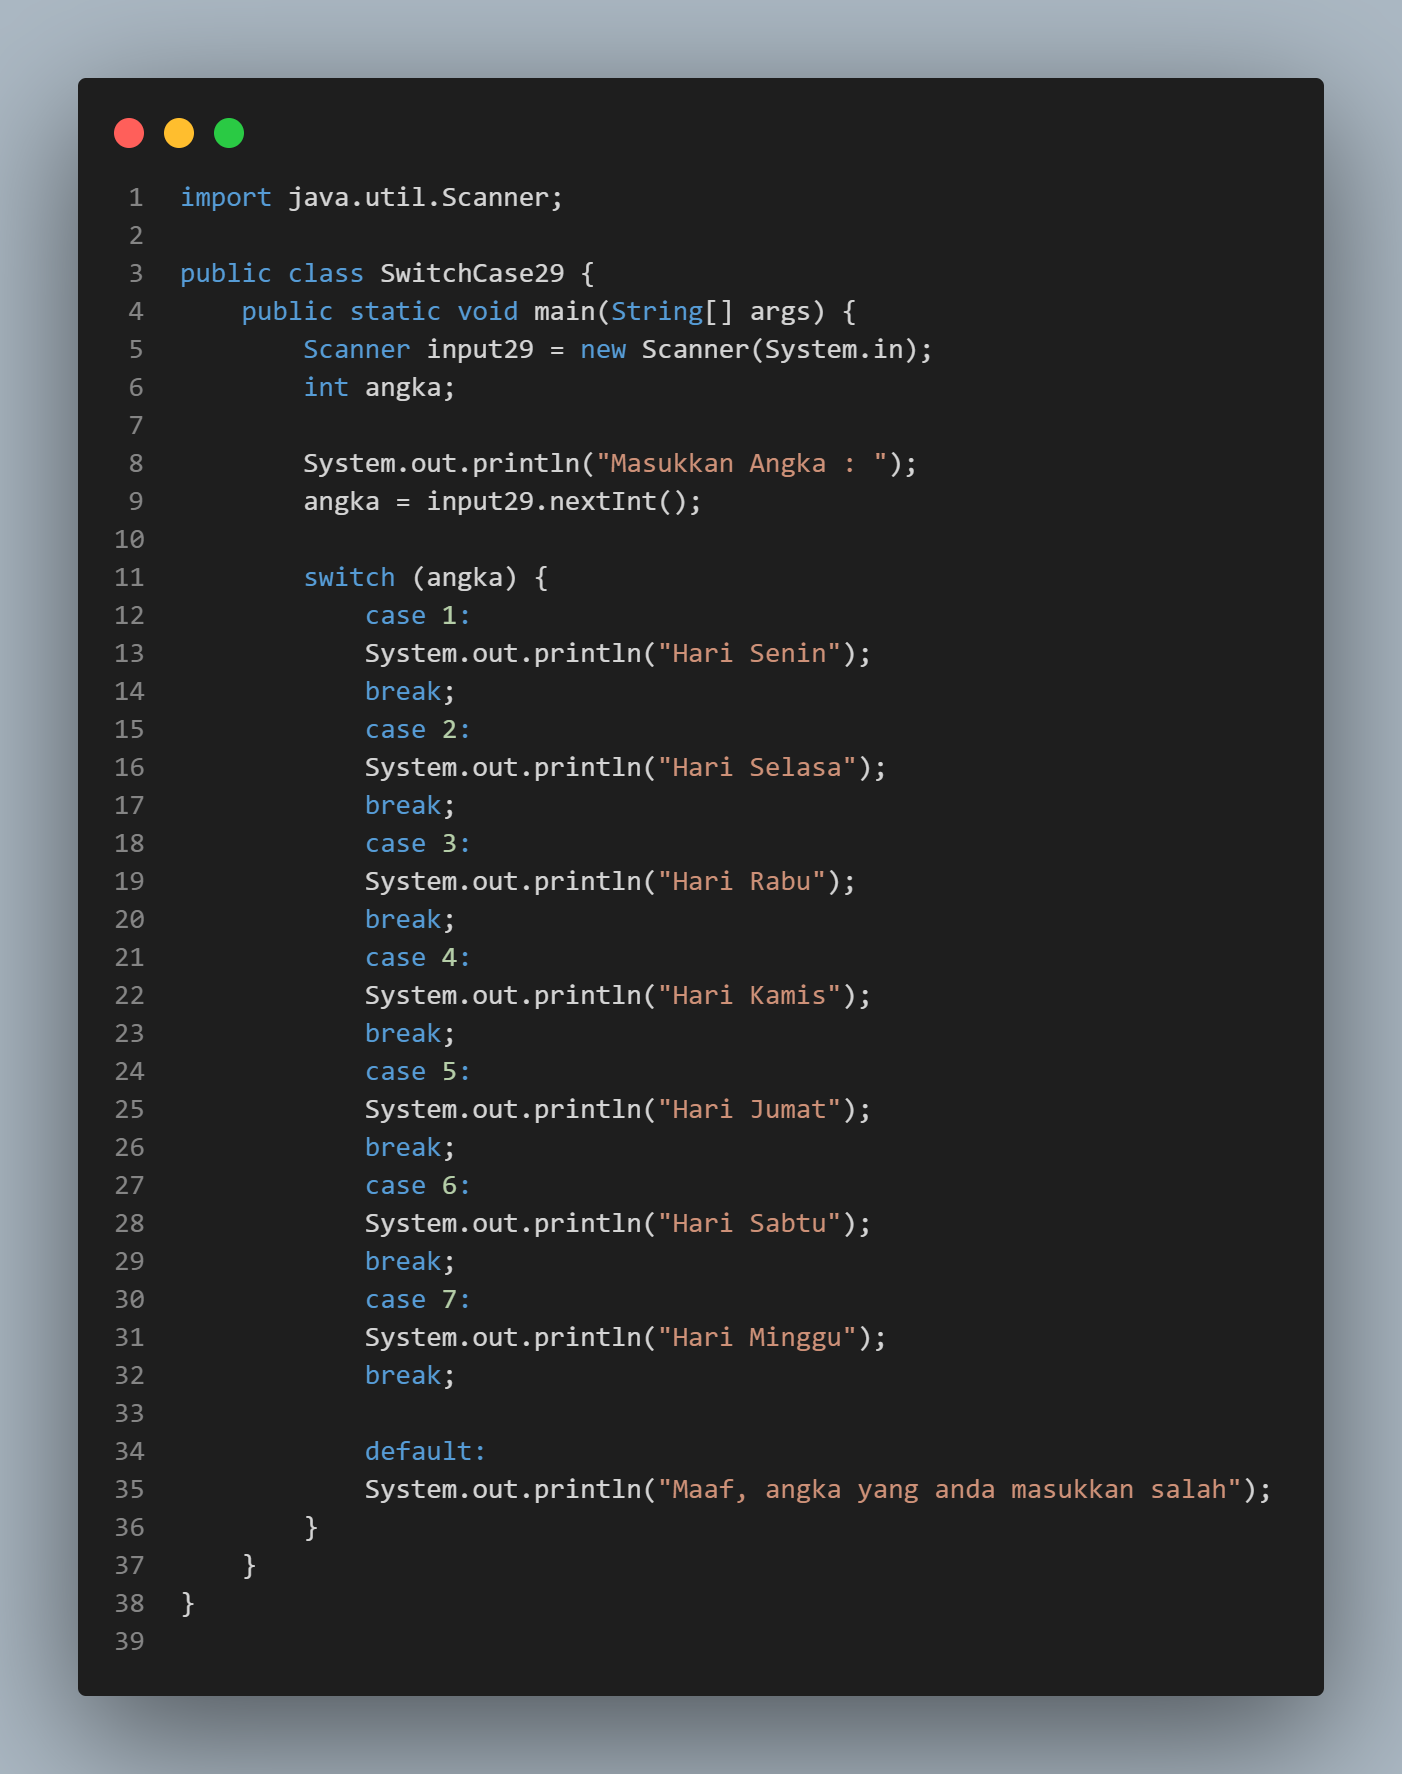 1 import java.util.Scanner;
2
3 public class SwitchCase29 {
4     public static void main(String[] args) {
5         Scanner input29 = new Scanner(System.in);
6         int angka;
7
8         System.out.println("Masukkan Angka : ");
9         angka = input29.nextInt();
10
11         switch (angka) {
12             case 1:
13             System.out.println("Hari Senin");
14             break;
15             case 2:
16             System.out.println("Hari Selasa");
17             break;
18             case 3:
19             System.out.println("Hari Rabu");
20             break;
21             case 4:
22             System.out.println("Hari Kamis");
23             break;
24             case 5:
25             System.out.println("Hari Jumat");
26             break;
27             case 6:
28             System.out.println("Hari Sabtu");
29             break;
30             case 7:
31             System.out.println("Hari Minggu");
32             break;
33
34             default:
35             System.out.println("Maaf, angka yang anda masukkan salah");
36         }
37     }
38 }
39